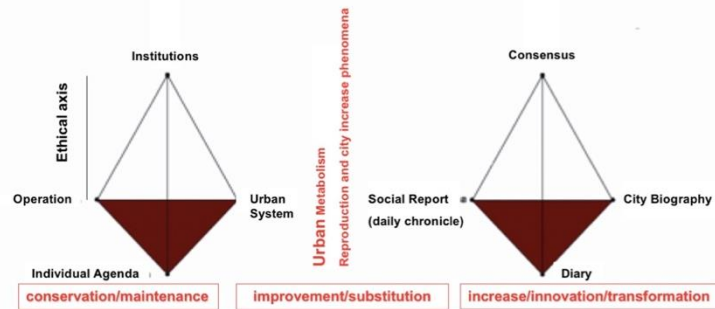 Institutions
Ethical axis
Operation
Urban
System
Individual Agenda
Urban Metabolism
Reproduction and city increase phenomena
Consensus
Social Report
(daily chronicle)
City Biography
Diary
conservation/maintenance
improvement/substitution
increase/innovation/transformation